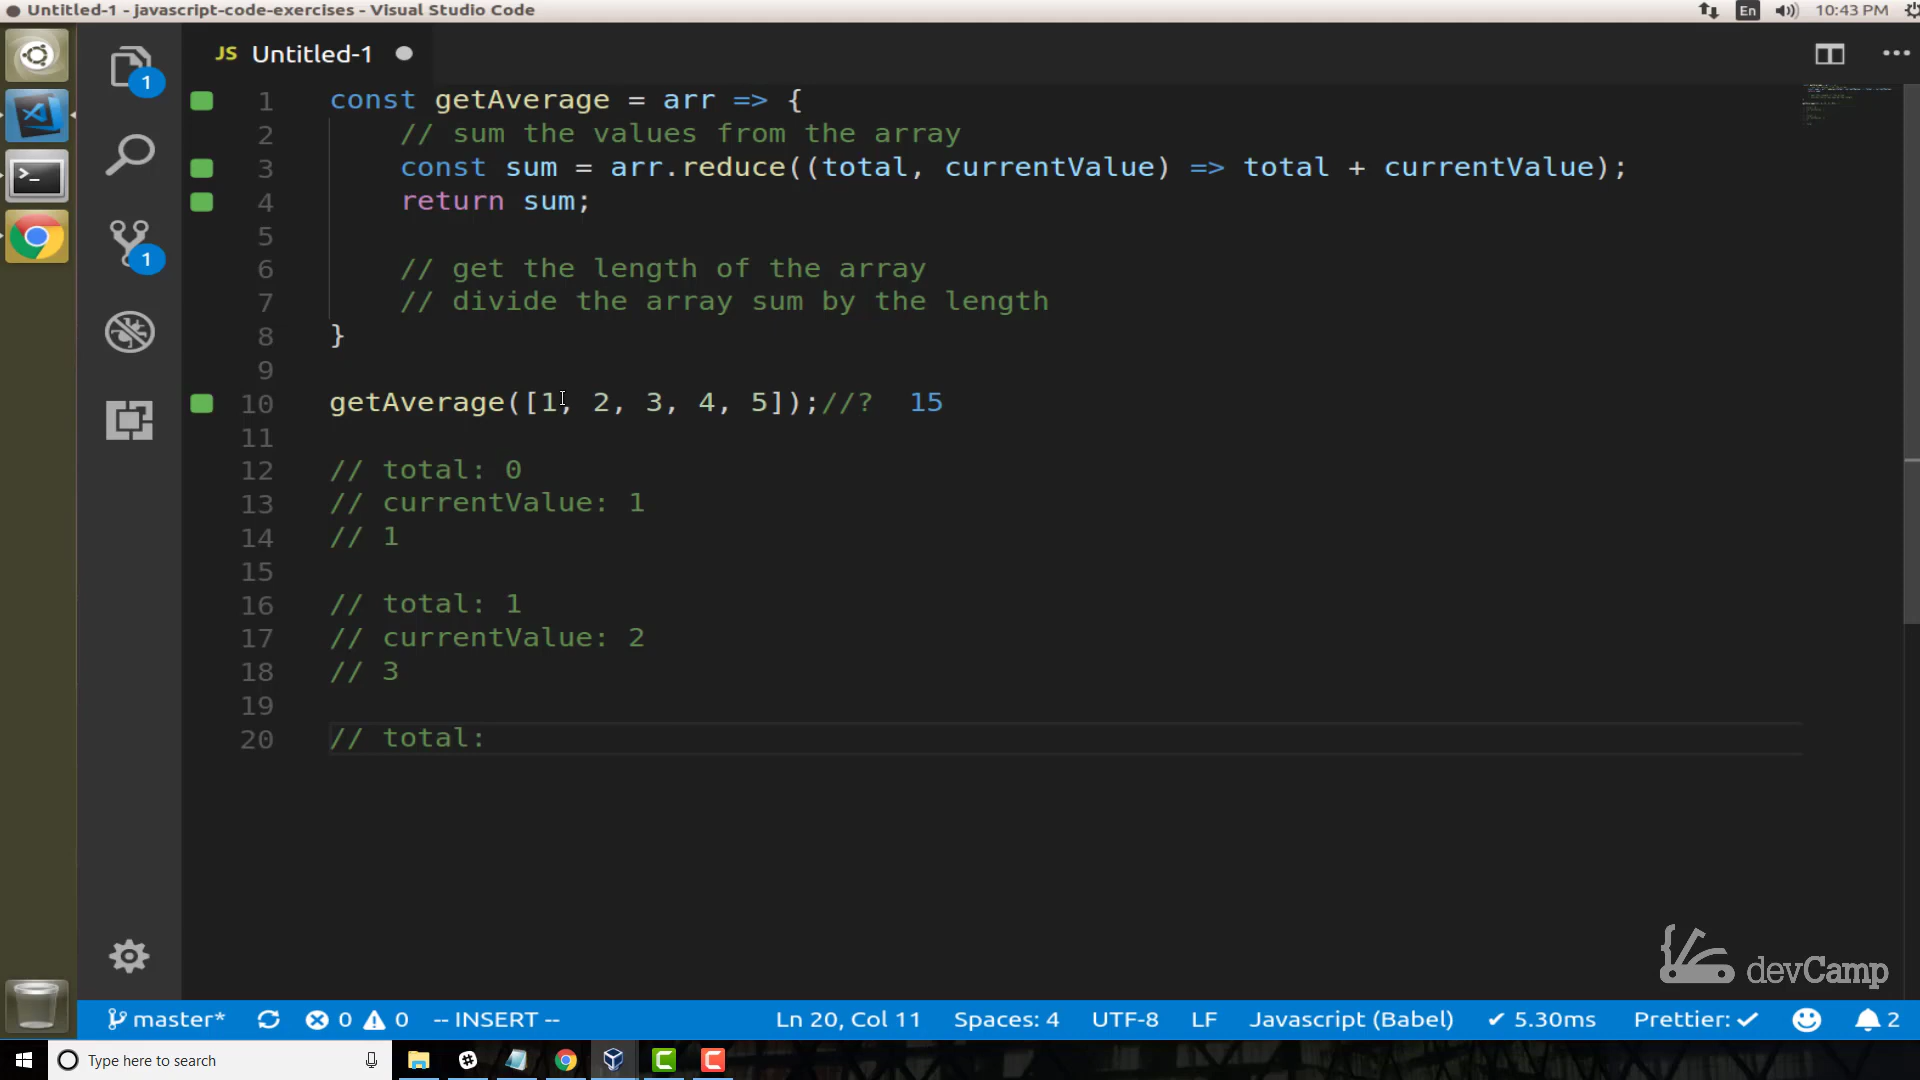 Untitled-1 - javascript-code-exercises - Visual Studio Code
En
10:43 PM
JS Untitled-1
1
1
1 const getAverage = arr => {
2 // sum the values from the array
3 const sum = arr.reduce((total, currentValue) => total + currentValue);
4 return sum;
5
6 // get the length of the array
7 // divide the array sum by the length
8 }
9
10 getAverage([1, 2, 3, 4, 5]);//? 15
11
12 // total: 0
13 // currentValue: 1
14 // 1
15
16 // total: 1
17 // currentValue: 2
18 // 3
19
20 // total:
devCamp
master* 0 0 -- INSERT -- Ln 20, Col 11 Spaces: 4 UTF-8 LF Javascript (Babel) ✔ 5.30ms Prettier: ✔ 2
Type here to search